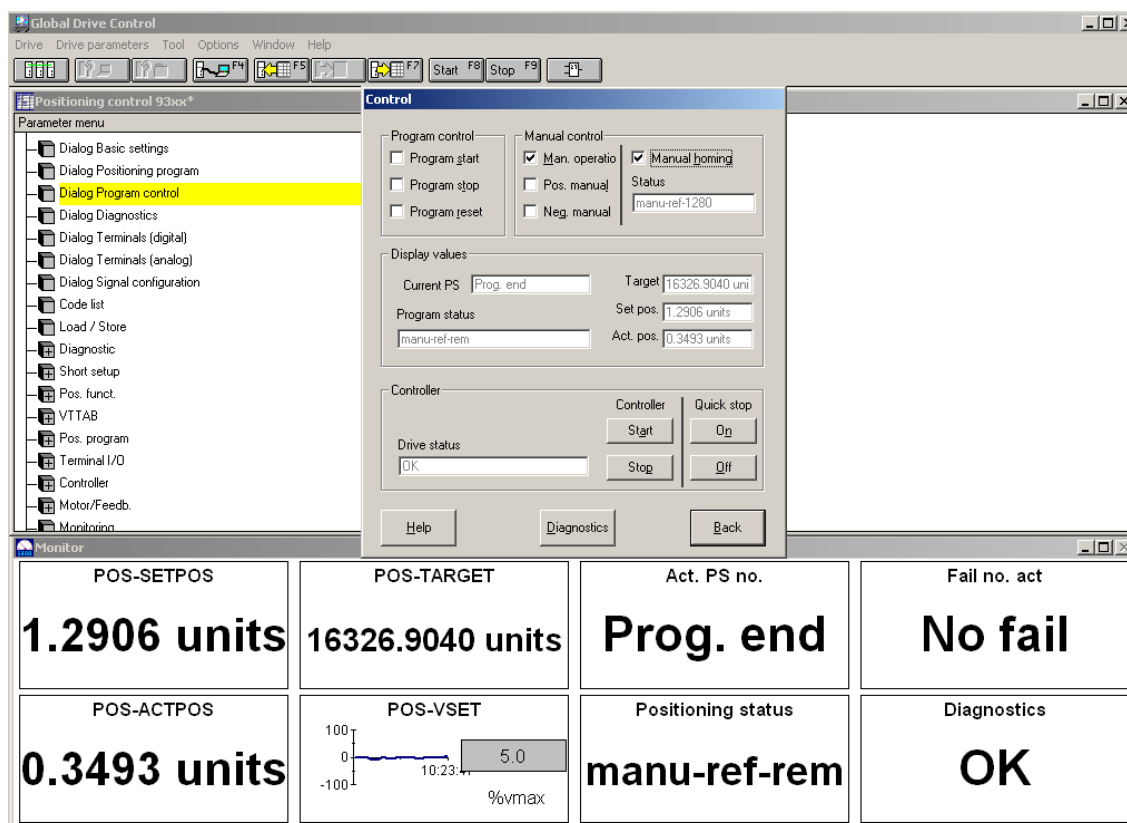 Global Drive Control
Drive Drive parameters Tool Options Window Help
F4 F5 F7 Start F8 Stop F9
Positioning control 93xx*
Parameter menu
Dialog Basic settings
Dialog Positioning program
Dialog Program control
Dialog Diagnostics
Dialog Terminals (digital)
Dialog Terminals (analog)
Dialog Signal configuration
Code list
Load / Store
Diagnostic
Short setup
Pos. funct.
VTTAB
Pos. program
Terminal I/O
Controller
Motor/Feedb.
Monitoring
Control
Program control
Program start
Program stop
Program reset
Manual control
Man. operatio
Pos. manual
Neg. manual
Manual homing
Status
manu-ref-1280
Display values
Current PS Prog. end
Program status
manu-ref-rem
Target 16326.9040 uni
Set pos. 1.2906 units
Act. pos. 0.3493 units
Controller
Drive status
OK
Controller
Start
Stop
Quick stop
On
Off
Help Diagnostics Back
Monitor
POS-SETPOS
1.2906 units
POS-TARGET
16326.9040 units
Act. PS no.
Prog. end
Fail no. act
No fail
POS-ACTPOS
0.3493 units
POS-VSET
100
0
-100
10:23:
5.0
%vmax
Positioning status
manu-ref-rem
Diagnostics
OK